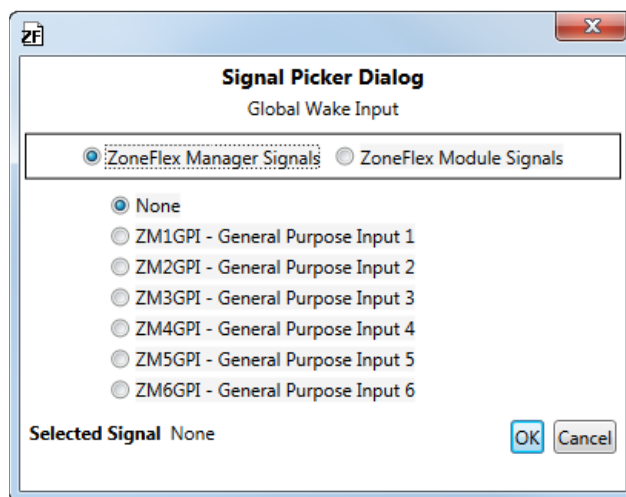 ZF
Signal Picker Dialog
Global Wake Input
ZoneFlex Manager Signals ZoneFlex Module Signals
None
ZM1GPI - General Purpose Input 1
ZM2GPI - General Purpose Input 2
ZM3GPI - General Purpose Input 3
ZM4GPI - General Purpose Input 4
ZM5GPI - General Purpose Input 5
ZM6GPI - General Purpose Input 6
Selected Signal None OK Cancel